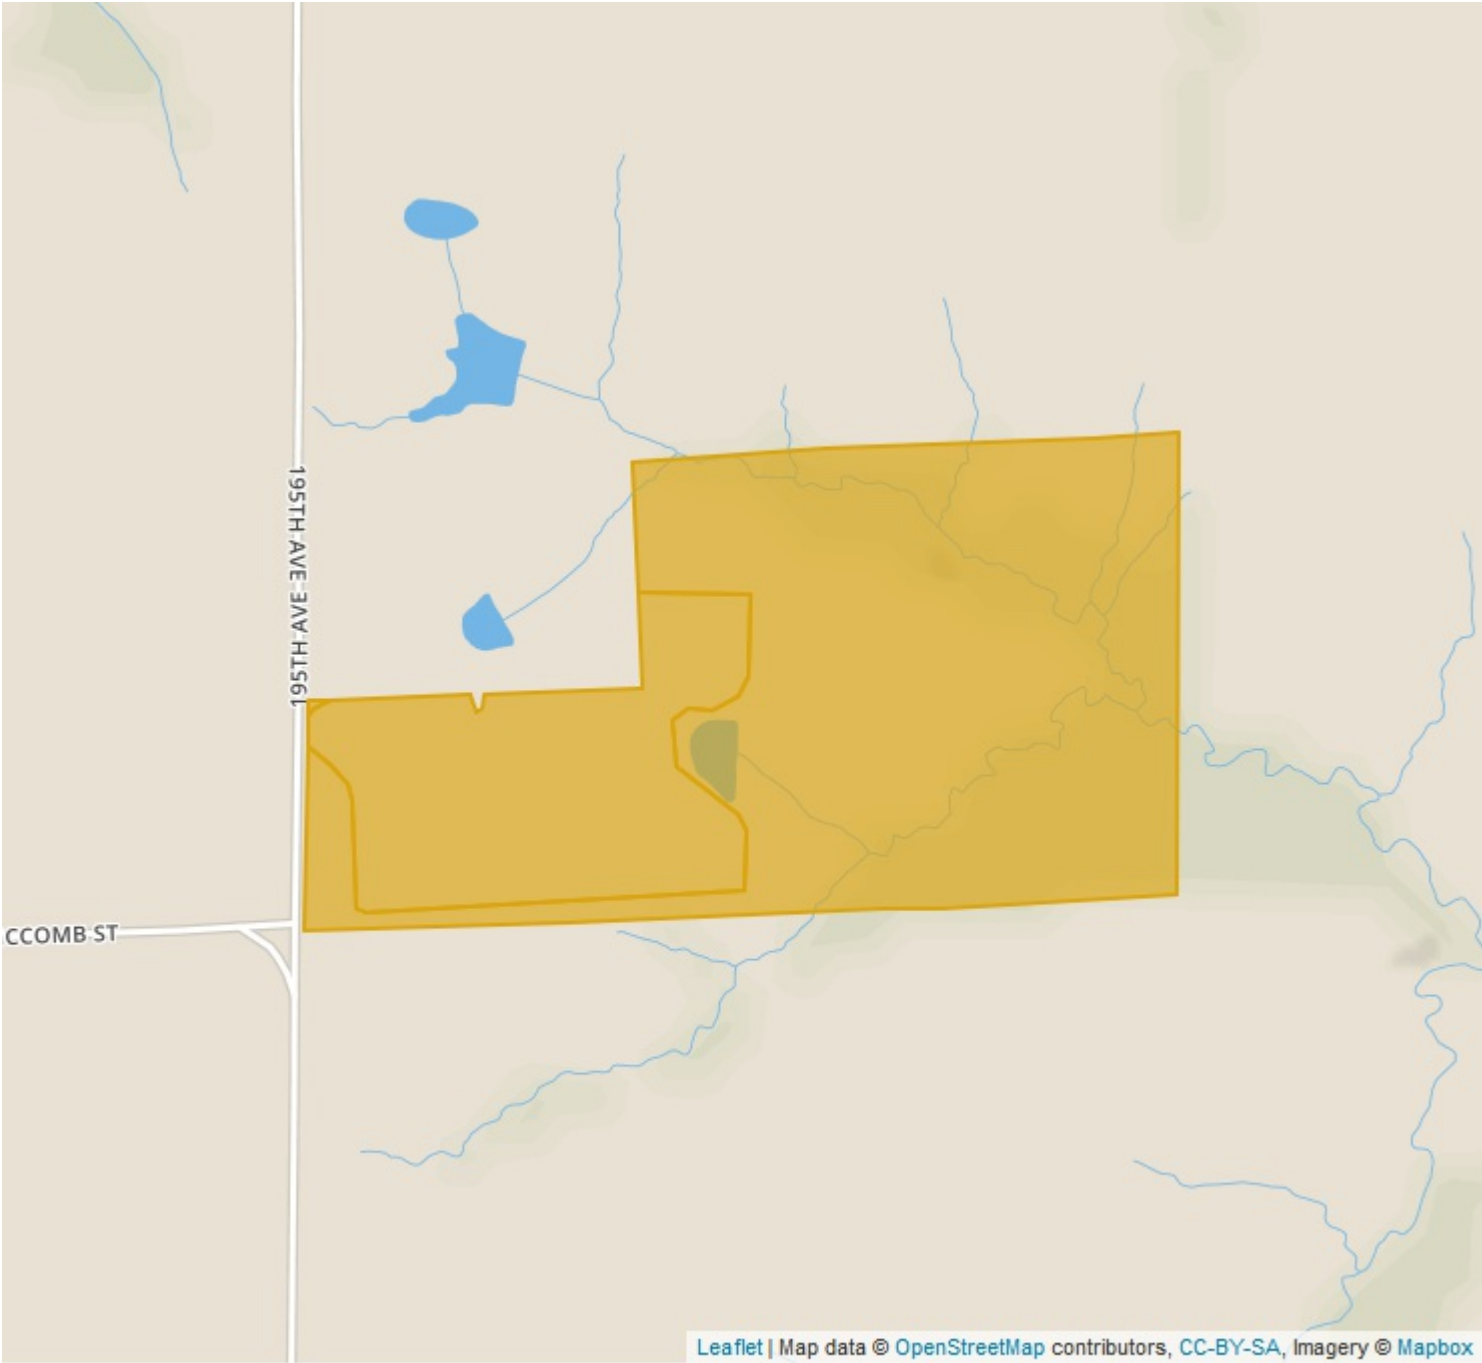 195TH AVE
195TH AVE
CCOMB ST
Leaflet | Map data © OpenStreetMap contributors, CC-BY-SA, Imagery © Mapbox